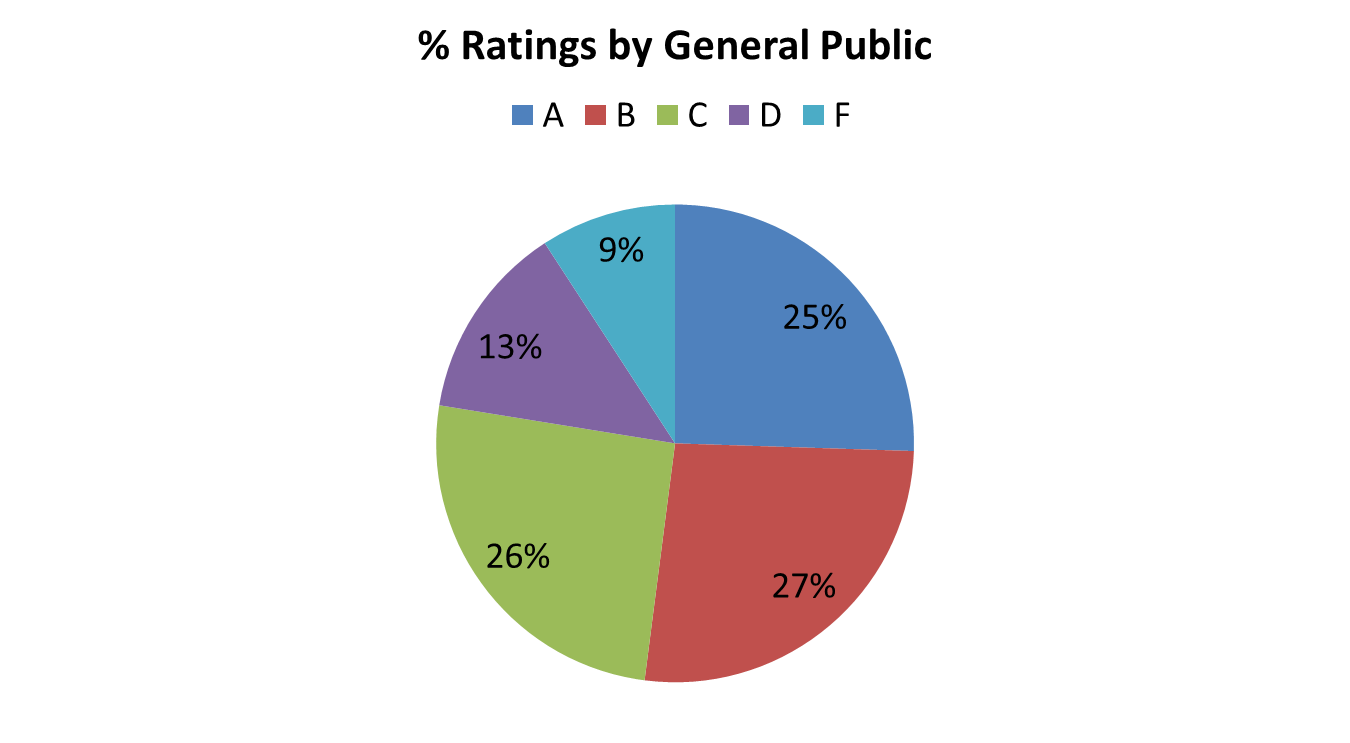 % Ratings by General Public
A B C D F
9%
25%
13%
26%
27%